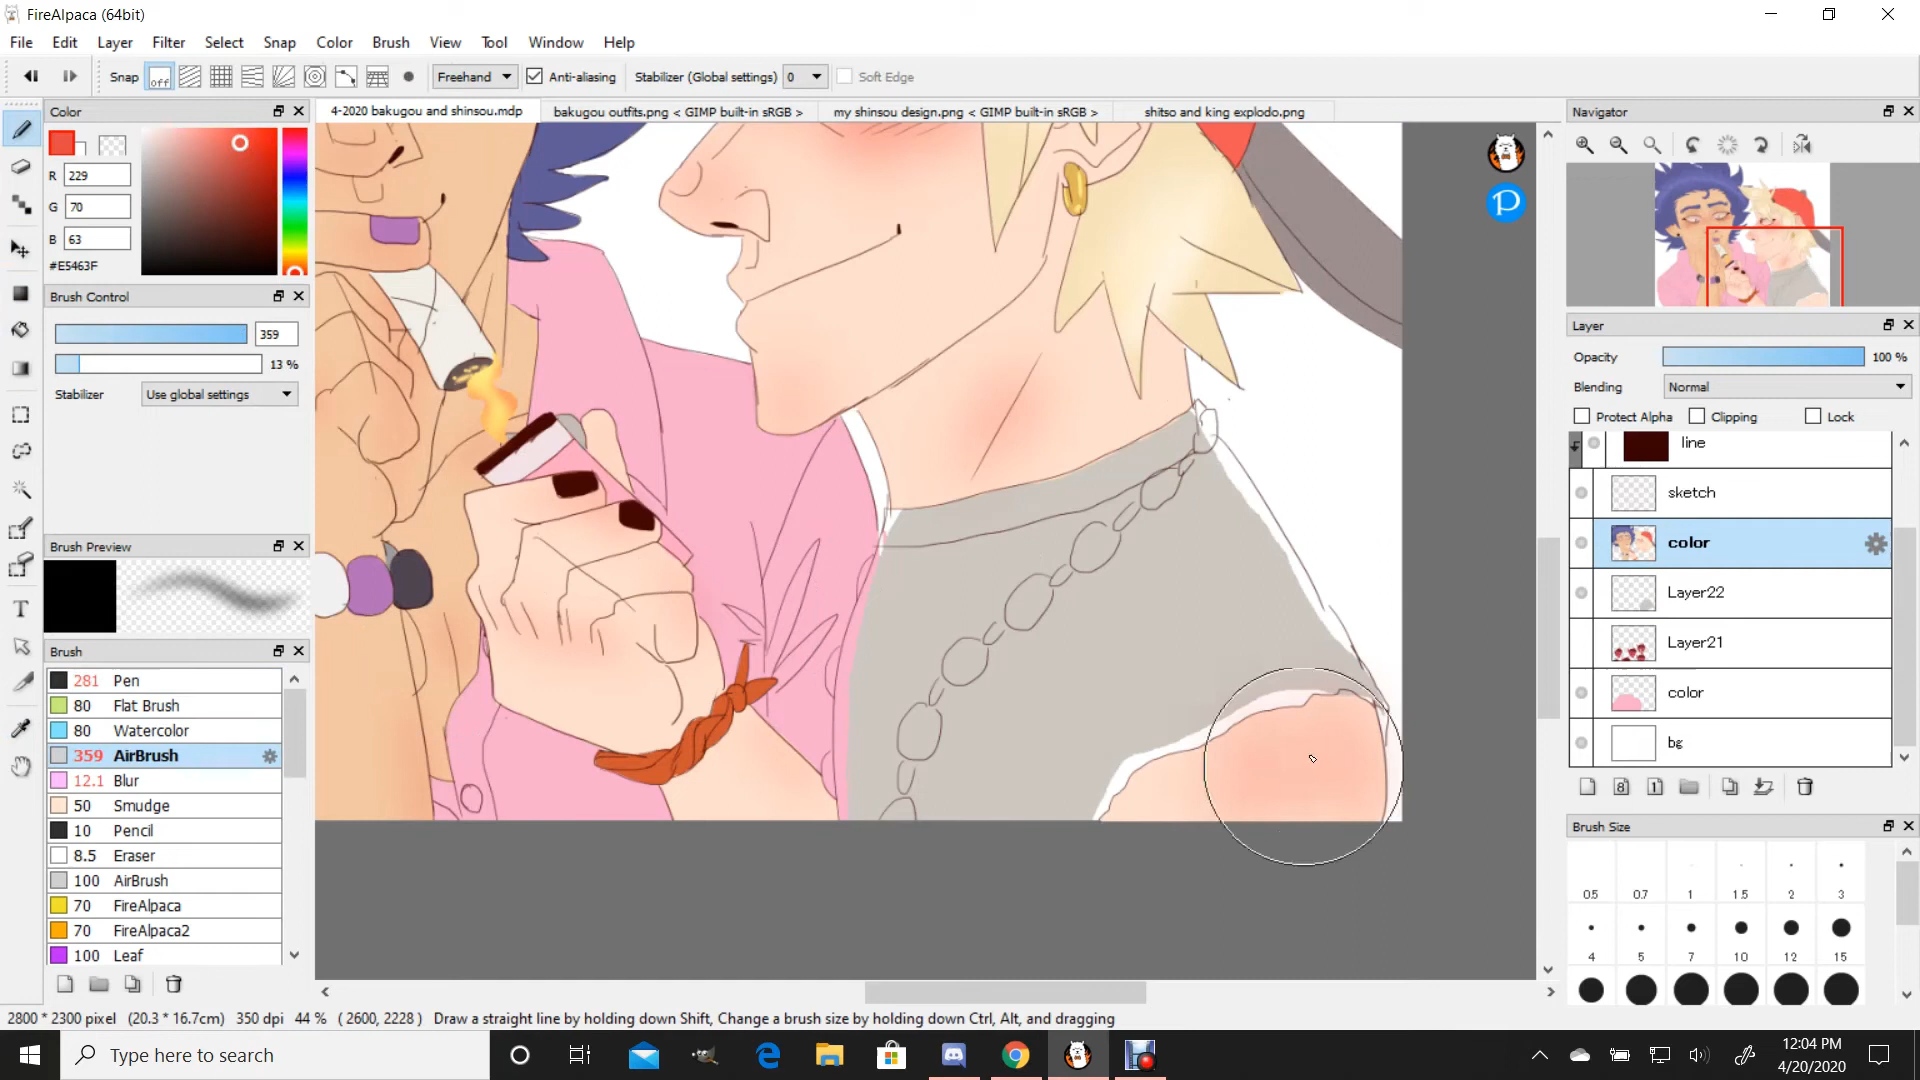 FireAlpaca (64bit)
File Edit Layer Filter Select Snap Color Brush View Tool Window Help
Snap off Freehand Anti-aliasing Stabilizer (Global settings) 0 Soft Edge
Color
4-2020 bakugou and shinsou.mdp bakugou outfits.png < GIMP built-in sRGB > my shinsou design.png < GIMP built-in sRGB > shitso and king explodo.png
Navigator
R 229
G 70
B 63
#E5463F
P
Brush Control
359
13 %
Stabilizer Use global settings
Brush Preview
Brush
281 Pen
80 Flat Brush
80 Watercolor
359 AirBrush
12.1 Blur
50 Smudge
10 Pencil
8.5 Eraser
100 AirBrush
70 FireAlpaca
70 FireAlpaca2
100 Leaf
T
Layer
Opacity 100 %
Blending Normal
Protect Alpha Clipping Lock
line
sketch
color
Layer22
Layer21
color
bg
8 1
Brush Size
0.5 0.7 1 1.5 2 3
4 5 7 10 12 15
2800 * 2300 pixel (20.3 * 16.7cm) 350 dpi 44 % ( 2600, 2228 ) Draw a straight line by holding down Shift, Change a brush size by holding down Ctrl, Alt, and dragging
Type here to search
12:04 PM
4/20/2020